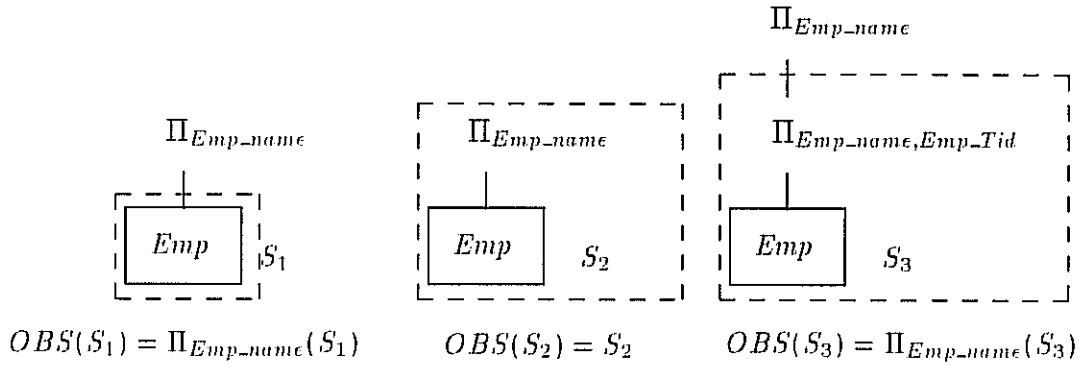 Π_{Emp_name}
Π_{Emp_name} Π_{Emp_name} Π_{Emp_name,Emp_Tid}
Emp S_1 Emp S_2 Emp S_3
OBS(S_1) = Π_{Emp_name}(S_1) OBS(S_2) = S_2 OBS(S_3) = Π_{Emp_name}(S_3)